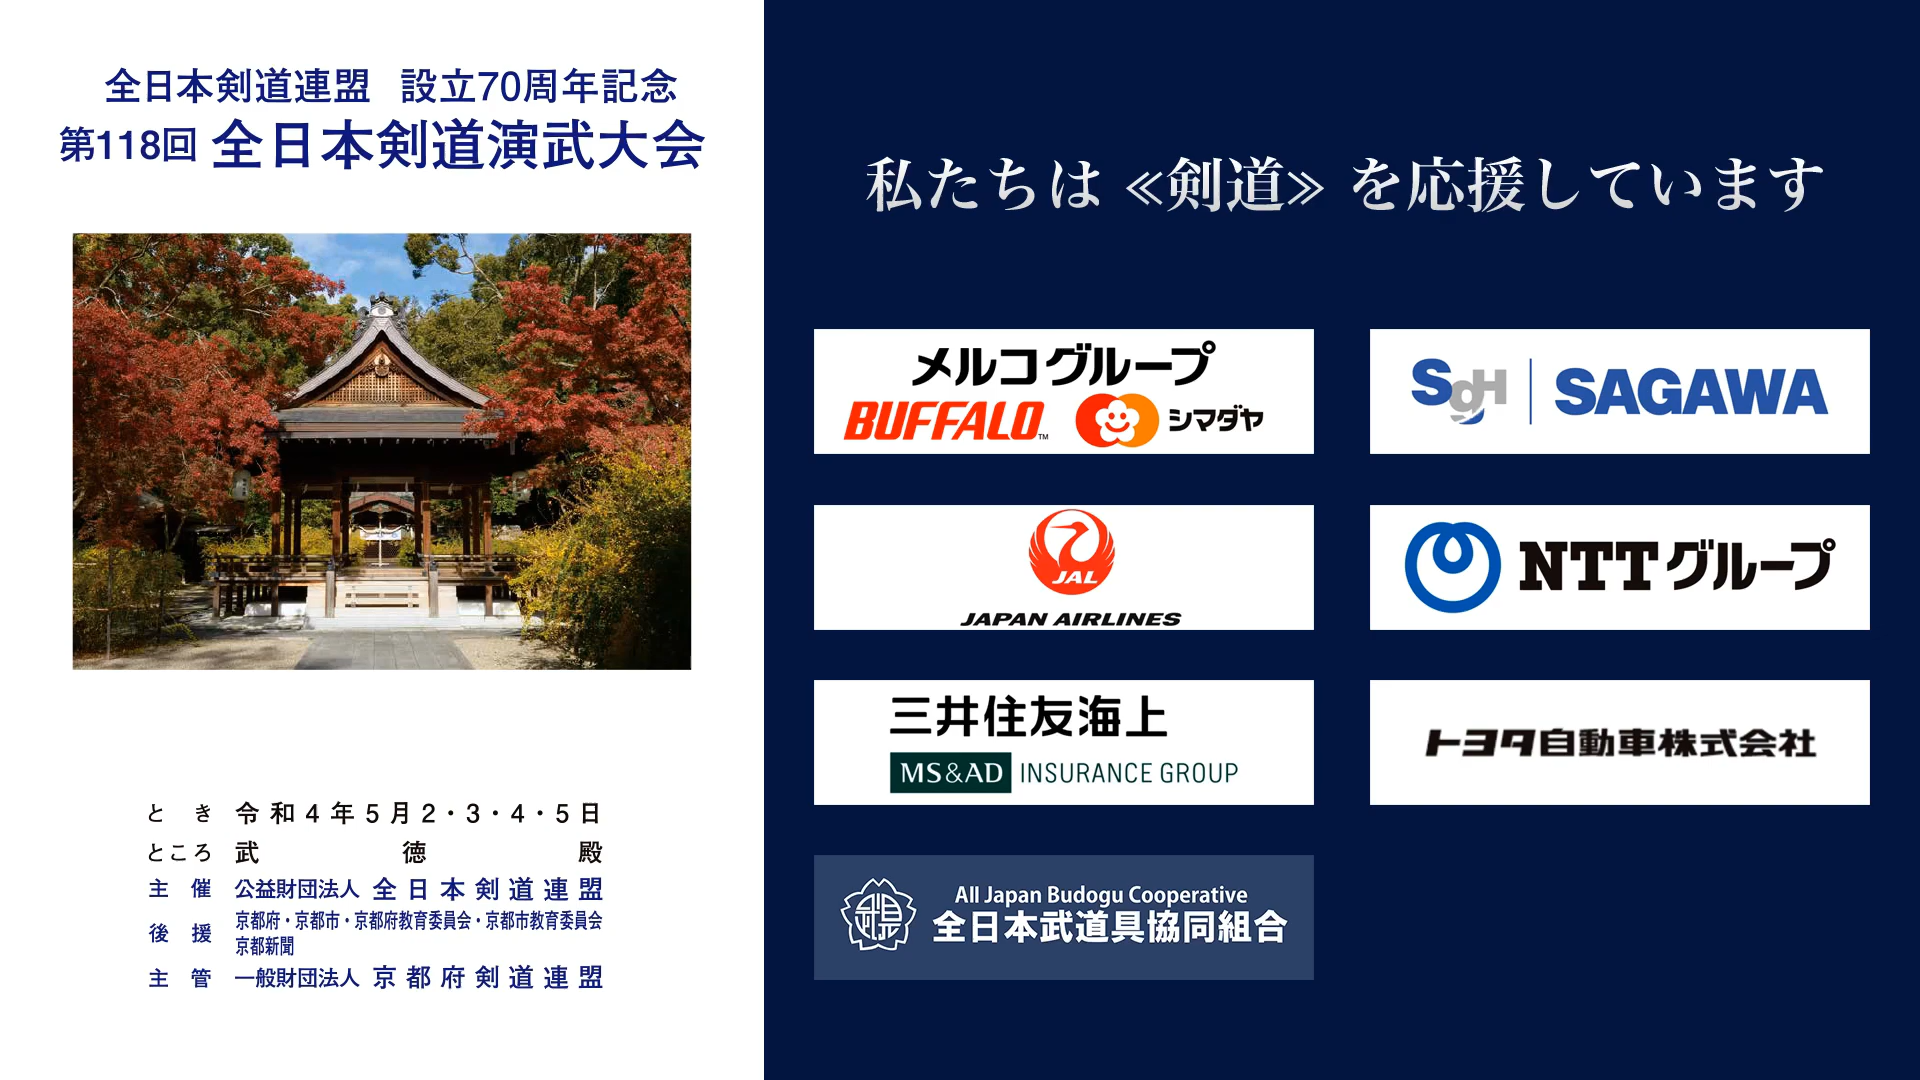 全日本剣道連盟 設立70周年記念
第118回 全日本剣道演武大会
とき 令和4年5月2・3・4・5日
ところ 武徳殿
主催 公益財団法人 全日本剣道連盟
後援 京都府・京都市・京都府教育委員会・京都市教育委員会
京都新聞
主管 一般財団法人 京都府剣道連盟
私たちは ≪剣道≫ を応援しています
メルコグループ
BUFFALO™ シマダヤ
SGH SAGAWA
JAL
JAPAN AIRLINES
NTTグループ
三井住友海上
MS&AD INSURANCE GROUP
トヨタ自動車株式会社
All Japan Budogu Cooperative
全日本武道具協同組合